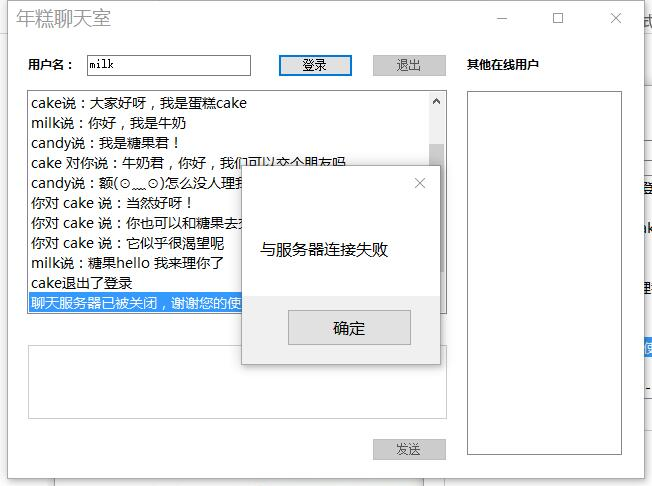 年糕聊天室
用户名：
milk
登录
退出
其他在线用户
cake说：大家好呀，我是蛋糕cake
milk说：你好，我是牛奶
candy说：我是糖果君！
cake 对你说：牛奶君，你好，我们可以交个朋友吗
candy说：额(⊙﹏⊙)怎么没人理我
你对 cake 说：当然好呀！
你对 cake 说：你也可以和糖果去交
你对 cake 说：它似乎很渴望呢
milk说：糖果hello 我来理你了
cake退出了登录
聊天服务器已被关闭，谢谢您的使
与服务器连接失败
确定
发送